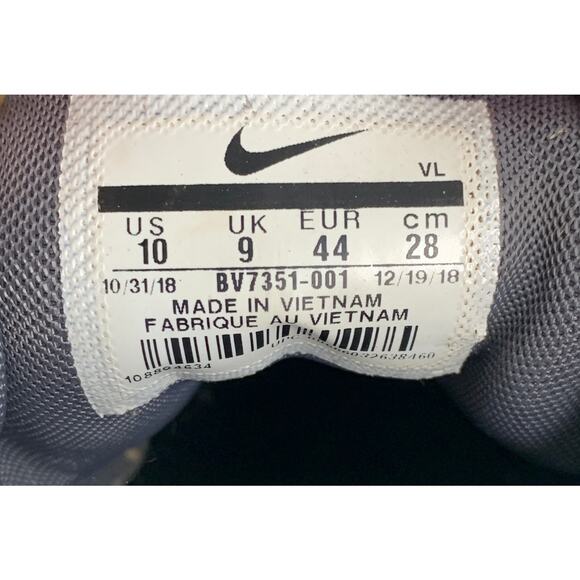 VL
US UK EUR cm
10 9 44 28
10/31/18 BV7351-001 12/19/18
MADE IN VIETNAM
FABRIQUE AU VIETNAM